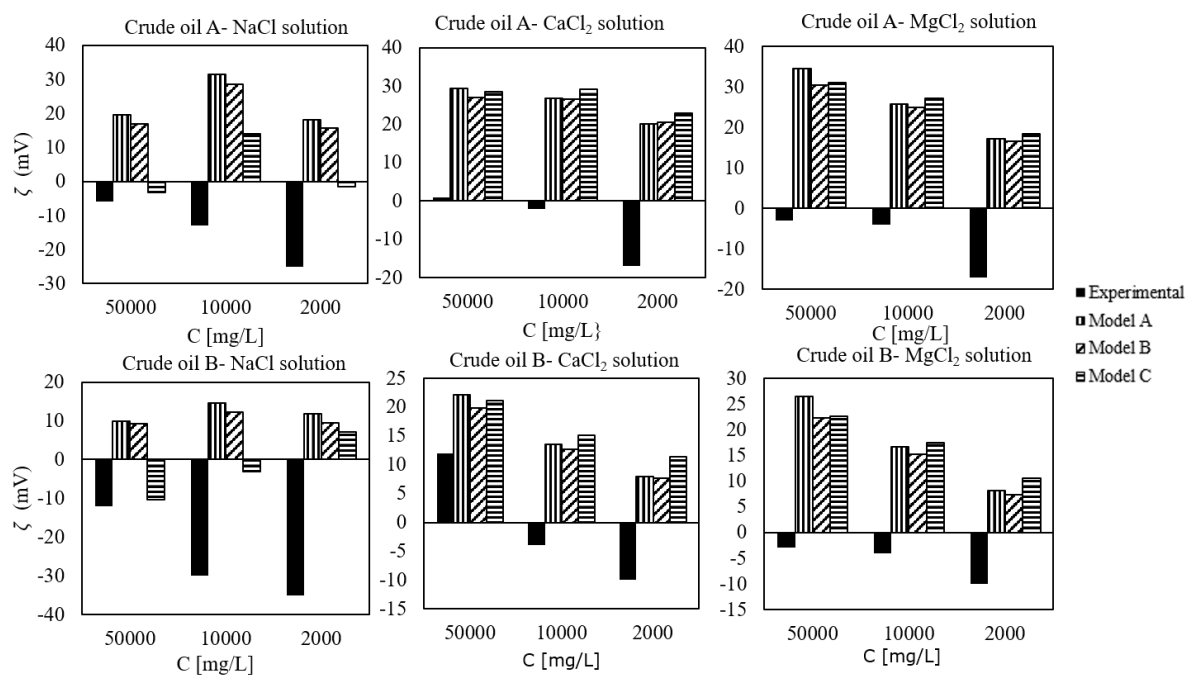 Crude oil A- NaCl solution
40
30
20
10
0
-10
-20
-30
ζ (mV)
50000 10000 2000
C [mg/L]
Crude oil A- CaCl₂ solution
40
30
20
10
0
-10
-20
50000 10000 2000
C [mg/L}
Crude oil A- MgCl₂ solution
40
30
20
10
0
-10
-20
50000 10000 2000
C [mg/L]
Experimental
Model A
Model B
Model C
Crude oil B- NaCl solution
20
10
0
-10
-20
-30
-40
ζ (mV)
50000 10000 2000
C [mg/L]
Crude oil B- CaCl₂ solution
25
20
15
10
5
0
-5
-10
-15
50000 10000 2000
C [mg/L]
Crude oil B- MgCl₂ solution
30
25
20
15
10
5
0
-5
-10
-15
50000 10000 2000
C [mg/L]